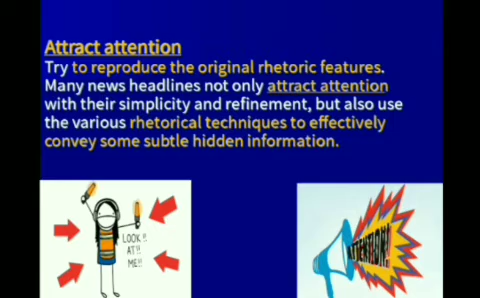 Attract attention
Try to reproduce the original rhetoric features.
Many news headlines not only attract attention
with their simplicity and refinement, but also use
the various rhetorical techniques to effectively
convey some subtle hidden information.
LOOK!!
AT!!
ME!!
ATTENTION!